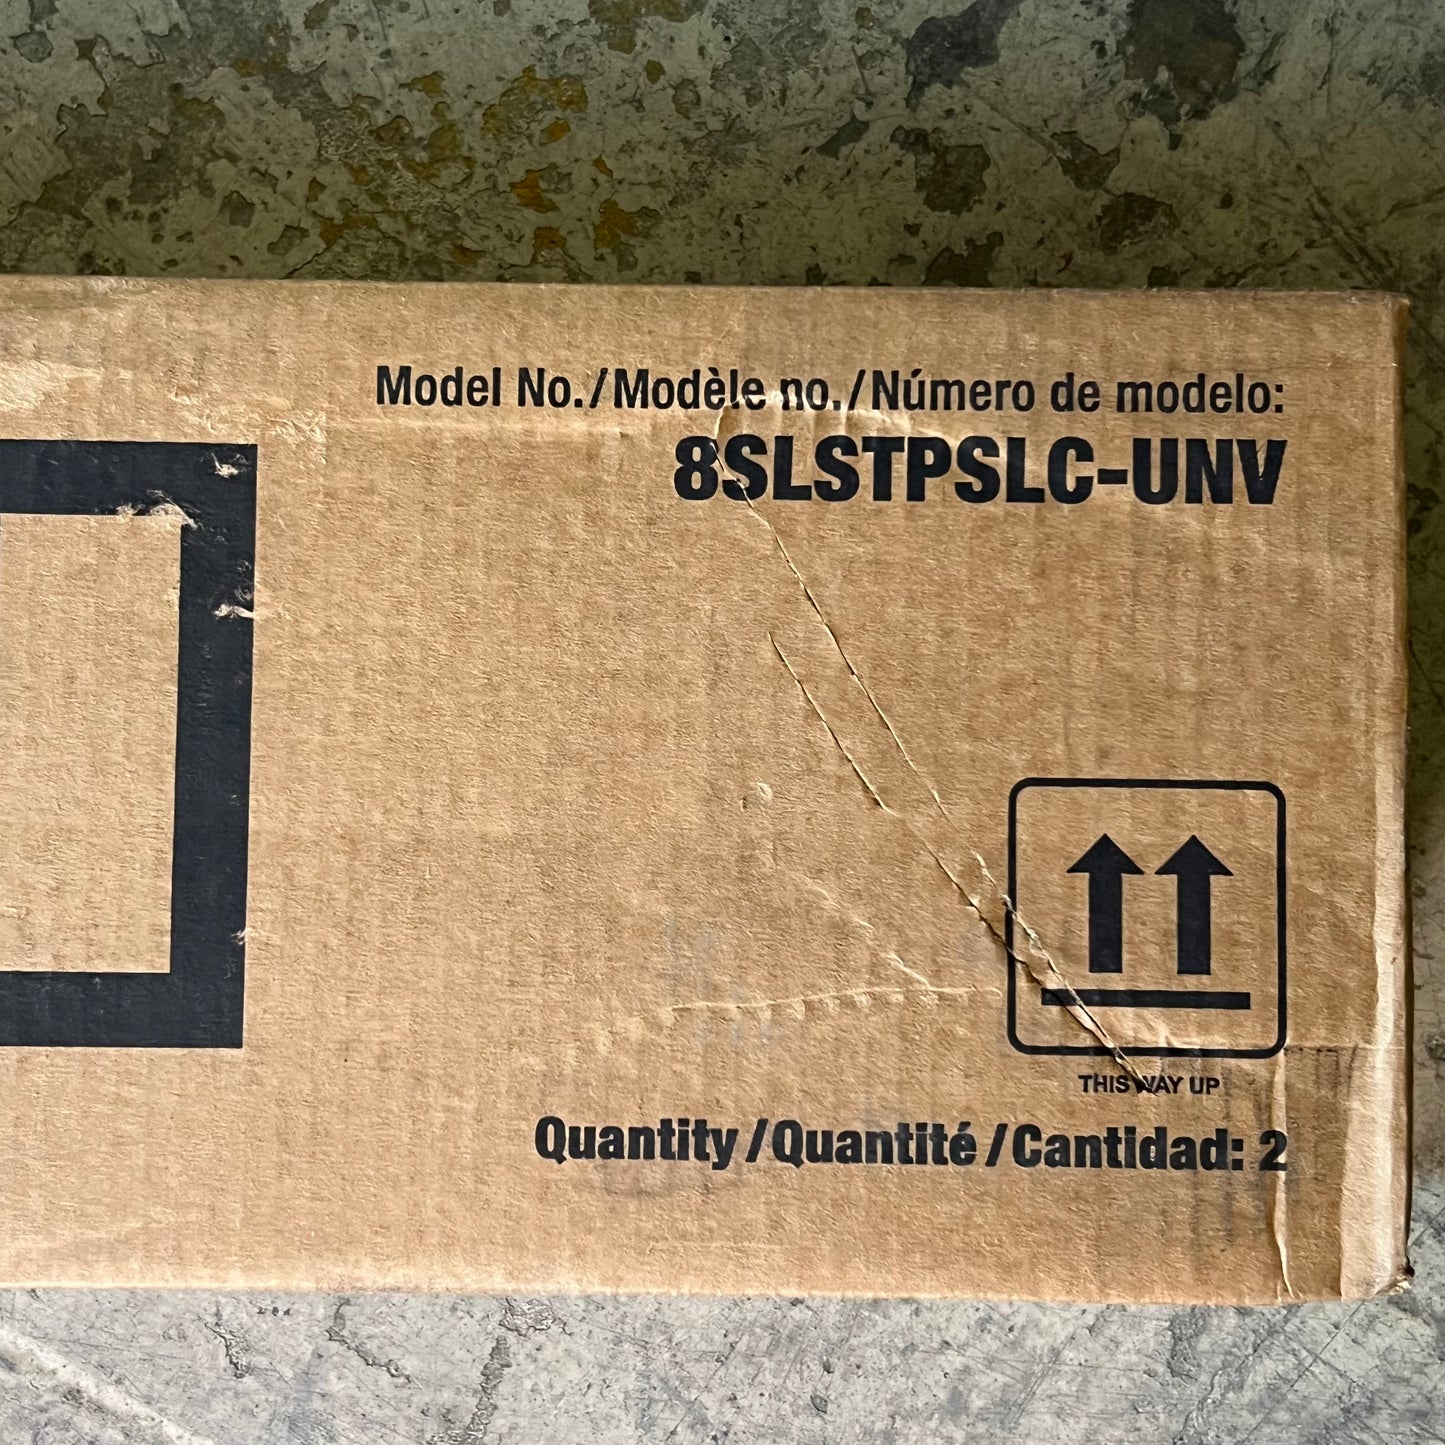 Model No./Modèle no./Número de modelo:
8SLSTPSLC-UNV
THIS WAY UP
Quantity/Quantité/Cantidad: 2